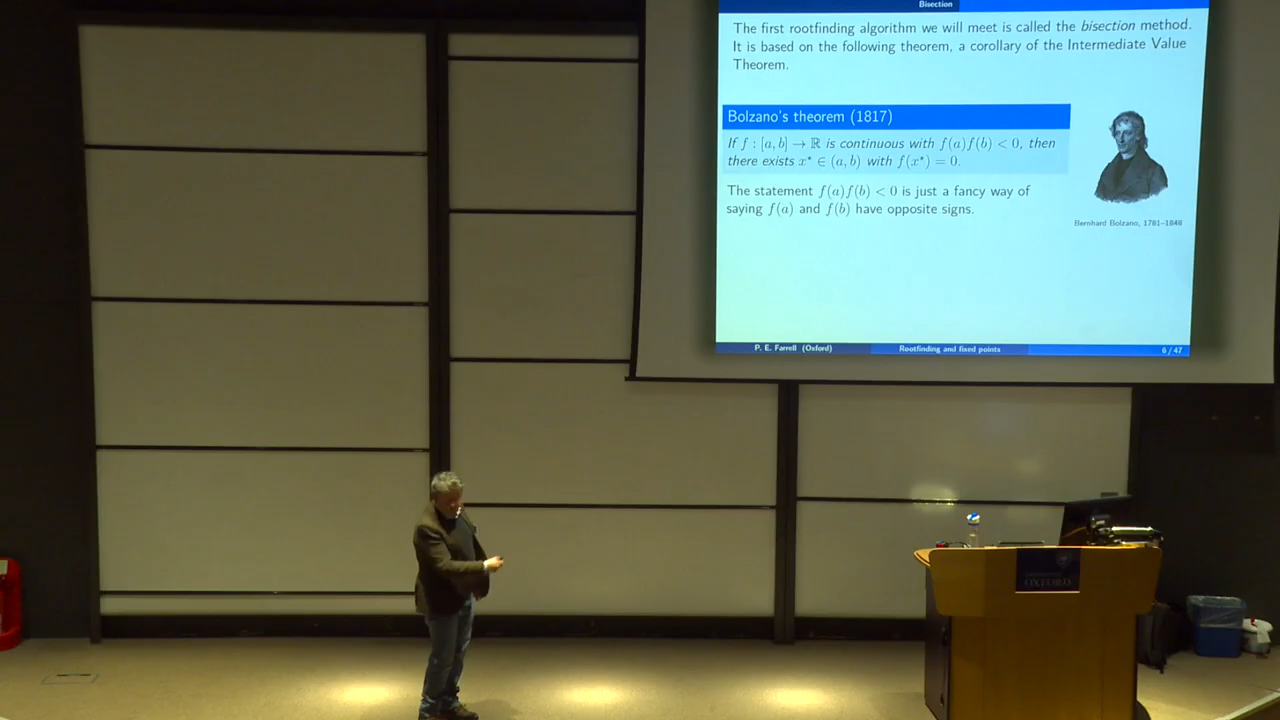 Bisection
The first rootfinding algorithm we will meet is called the bisection method.
It is based on the following theorem, a corollary of the Intermediate Value
Theorem.
Bolzano's theorem (1817)
If f : [a, b] → ℝ is continuous with f(a)f(b) < 0, then
there exists x* ∈ (a, b) with f(x*) = 0.
The statement f(a)f(b) < 0 is just a fancy way of
saying f(a) and f(b) have opposite signs.
Bernhard Bolzano, 1781–1848
P. E. Farrell (Oxford)
Rootfinding and fixed points
6 / 47
OXFORD